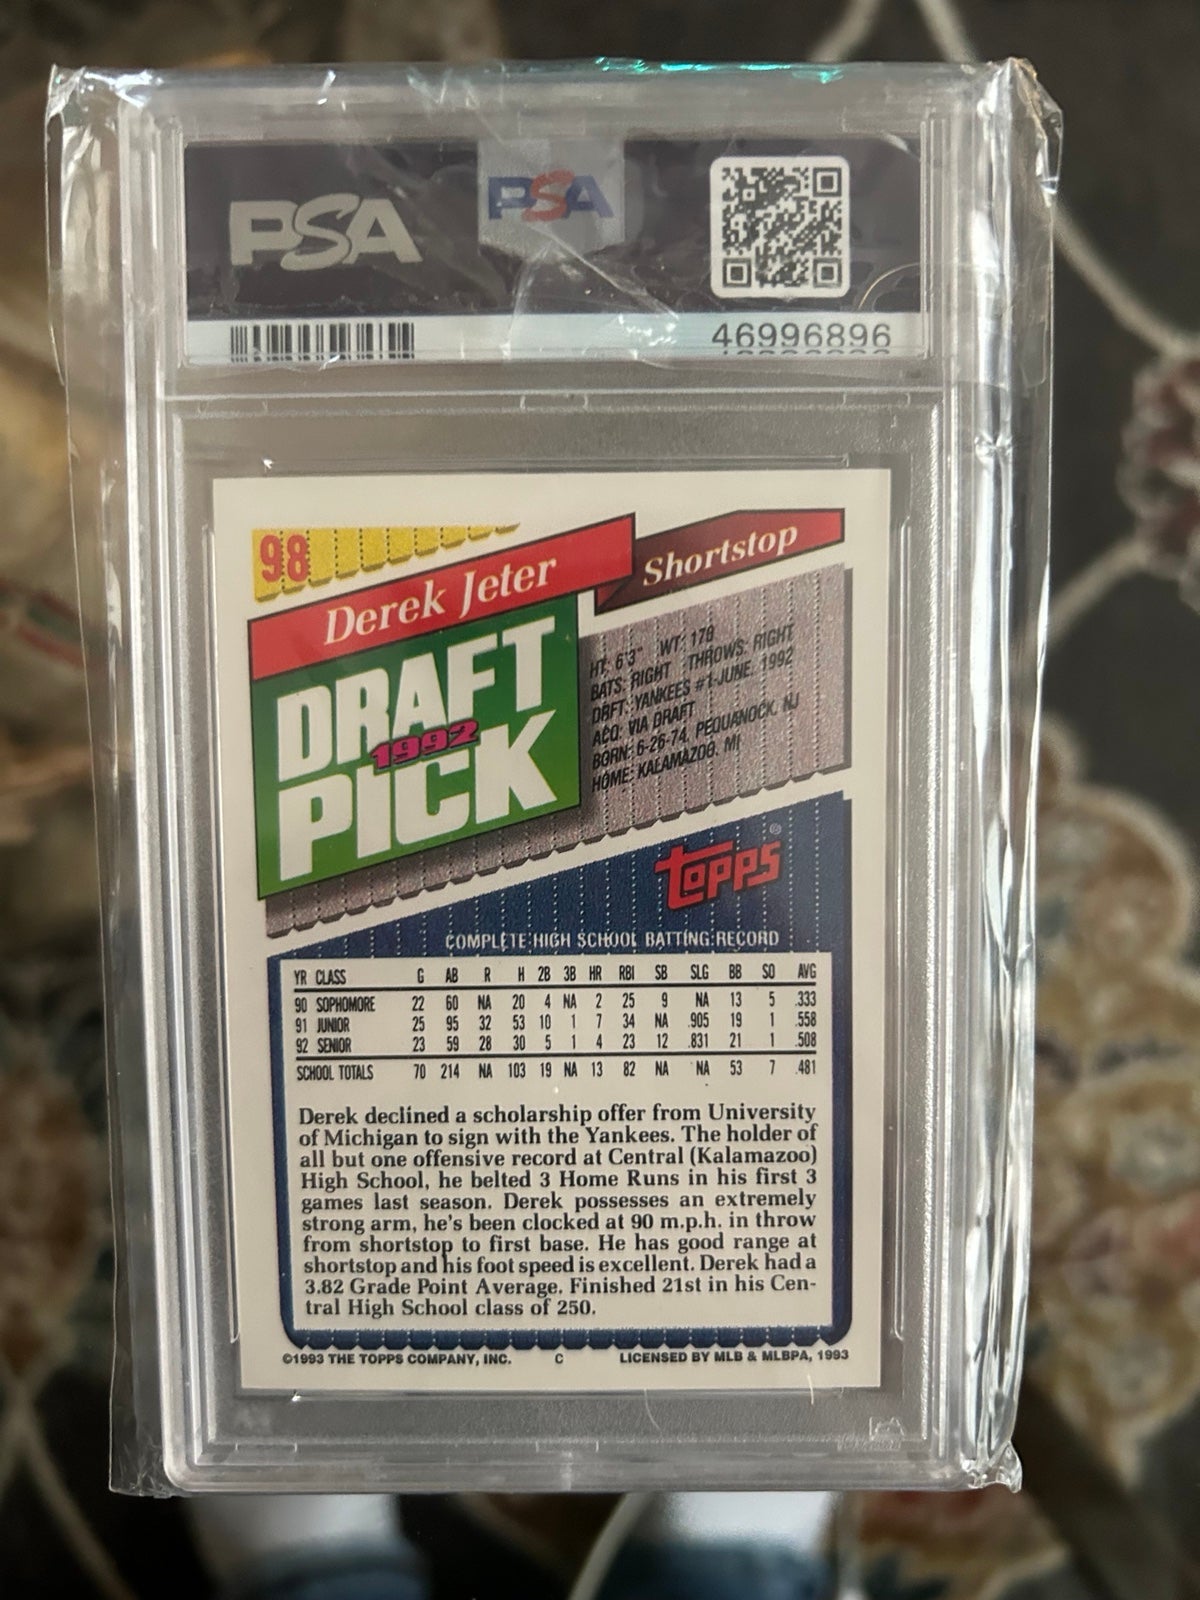 PSA
PSA
46996896
98
Derek Jeter
Shortstop
DRAFT
1992
PICK
HT: 6'3" WT: 178
BATS: RIGHT THROWS: RIGHT
DRFT: YANKEES #1-JUNE, 1992
ACQ: VIA DRAFT
BORN: 6-26-74, PEQUANOCK, NJ
HOME: KALAMAZOO, MI
topps®
COMPLETE HIGH SCHOOL BATTING RECORD
YR CLASS G AB R H 2B 3B HR RBI SB SLG BB SO AVG
90 SOPHOMORE 22 60 NA 20 4 NA 2 25 9 NA 13 5 .333
91 JUNIOR 25 95 32 53 10 1 7 34 NA .905 19 1 .558
92 SENIOR 23 59 28 30 5 1 4 23 12 .831 21 1 .508
SCHOOL TOTALS 70 214 NA 103 19 NA 13 82 NA NA 53 7 .481
Derek declined a scholarship offer from University
of Michigan to sign with the Yankees. The holder of
all but one offensive record at Central (Kalamazoo)
High School, he belted 3 Home Runs in his first 3
games last season. Derek possesses an extremely
strong arm, he's been clocked at 90 m.p.h. in throw
from shortstop to first base. He has good range at
shortstop and his foot speed is excellent. Derek had a
3.82 Grade Point Average. Finished 21st in his Cen-
tral High School class of 250.
©1993 THE TOPPS COMPANY, INC. C LICENSED BY MLB & MLBPA, 1993